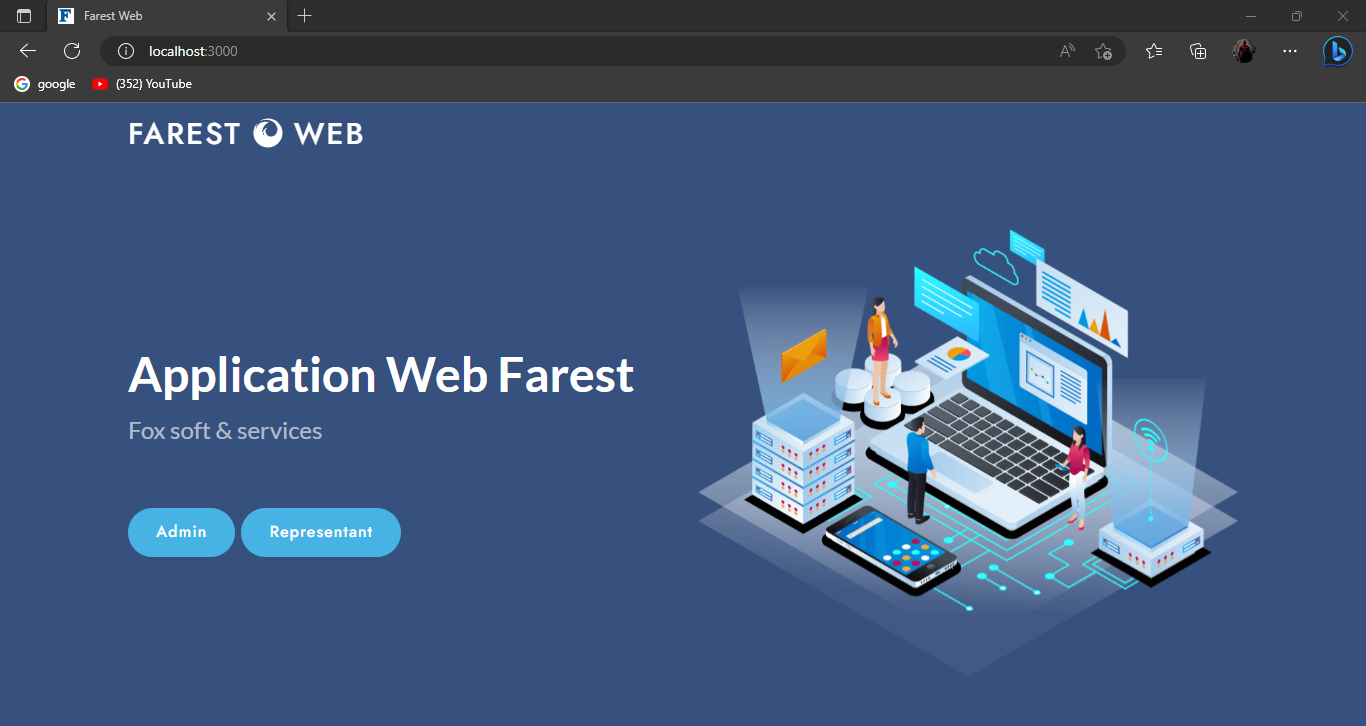 Farest Web
localhost:3000
google
(352) YouTube
FAREST WEB
Application Web Farest
Fox soft & services
Admin
Representant